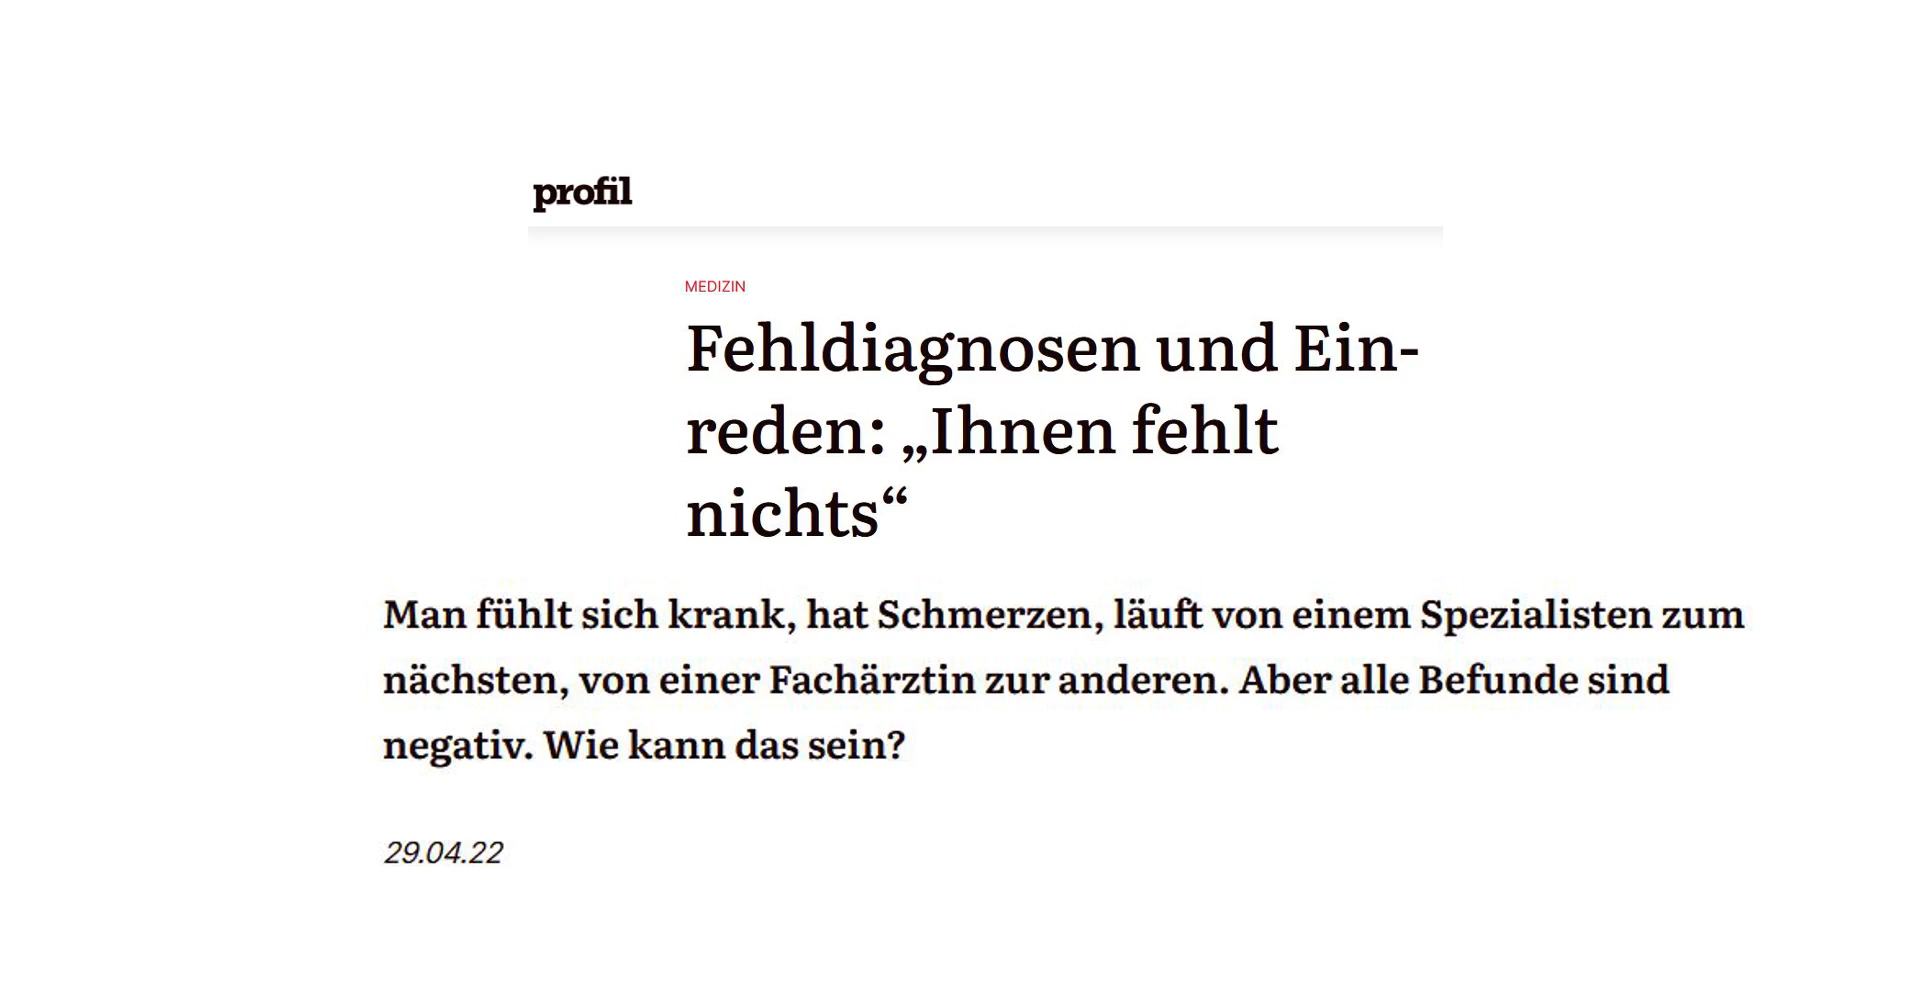 profil
MEDIZIN
Fehldiagnosen und Ein-
reden: „Ihnen fehlt
nichts“
Man fühlt sich krank, hat Schmerzen, läuft von einem Spezialisten zum
nächsten, von einer Fachärztin zur anderen. Aber alle Befunde sind
negativ. Wie kann das sein?
29.04.22